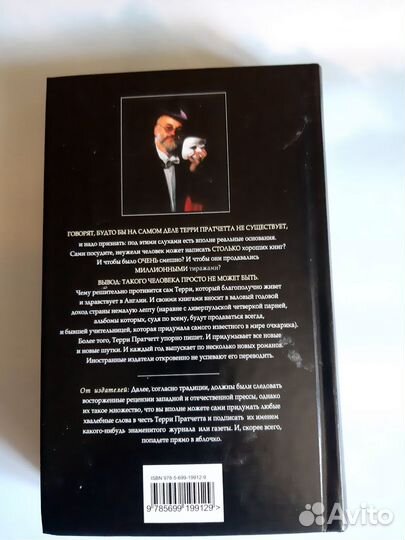 ГОВОРЯТ, БУДТО БЫ НА САМОМ ДЕЛЕ ТЕРРИ ПРАТЧЕТТА НЕ СУЩЕСТВУЕТ,
и надо признать: под этими слухами есть вполне реальные основания.
Сами посудите, неужели человек может написать СТОЛЬКО хороших книг?
И чтобы было ОЧЕНЬ смешно? И чтобы они продавались
МИЛЛИОННЫМИ тиражами?
ВЫВОД: ТАКОГО ЧЕЛОВЕКА ПРОСТО НЕ МОЖЕТ БЫТЬ.
Чему решительно противится сам Терри, который благополучно живет
и здравствует в Англии. И своими книгами вносит в валовый годовой
доход страны немалую лепту (наравне с ливерпульской четверкой парней,
альбомы которых, судя по всему, будут продаваться всегда,
и бывшей учительницей, которая придумала самого известного в мире очкарика).
Более того, Терри Пратчетт упорно пишет. И придумывает все новые
и новые шутки. И каждый год выпускает по несколько новых романов.
Иностранные издатели откровенно не успевают его переводить.
От издателей: Далее, согласно традиции, должны были следовать
восторженные рецензии западной и отечественной прессы, однако
их такое множество, что вы вполне можете сами придумать любые
хвалебные слова в честь Терри Пратчетта и подписать их именем
какого-нибудь знаменитого журнала или газеты. И, скорее всего,
попадете прямо в яблочко.
ISBN 978-5-699-19912-9
9 785699 199129 >
Avito